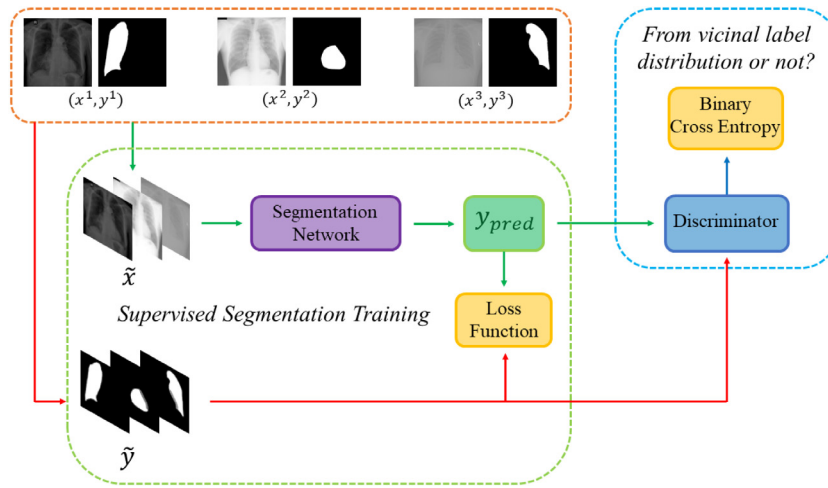 (x¹, y¹)
(x², y²)
(x³, y³)
From vicinal label
distribution or not?
Binary
Cross Entropy
Segmentation
Network
y_pred
Discriminator
x̃
Supervised Segmentation Training
Loss
Function
ỹ